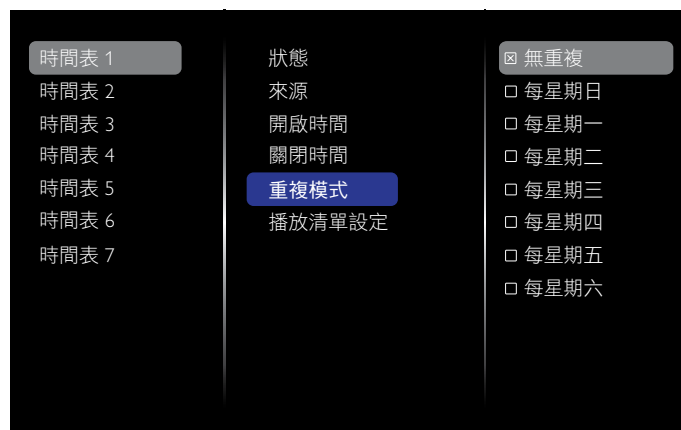 時間表 1
時間表 2
時間表 3
時間表 4
時間表 5
時間表 6
時間表 7
狀態
來源
開啟時間
關閉時間
重複模式
播放清單設定
無重複
每星期日
每星期一
每星期二
每星期三
每星期四
每星期五
每星期六